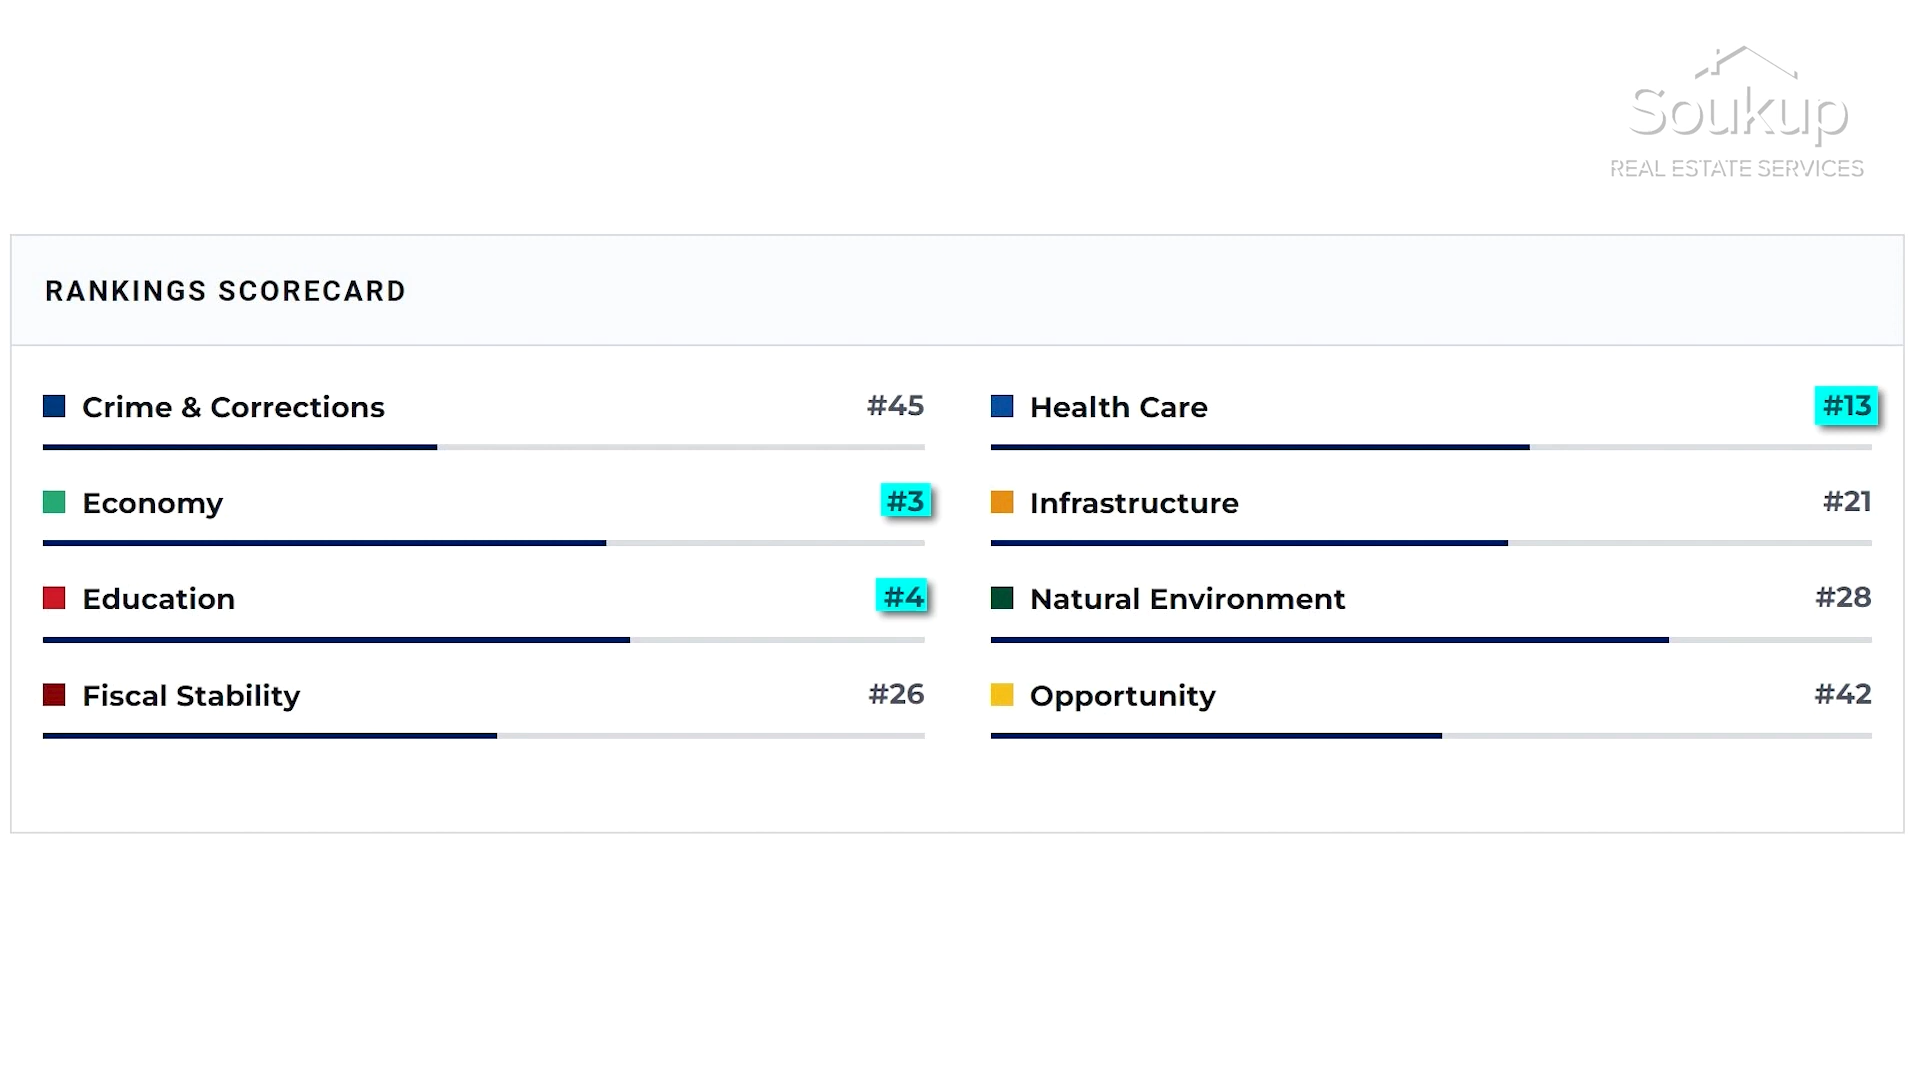 Soukup
REAL ESTATE SERVICES
RANKINGS SCORECARD
Crime & Corrections #45
Economy #3
Education #4
Fiscal Stability #26
Health Care #13
Infrastructure #21
Natural Environment #28
Opportunity #42